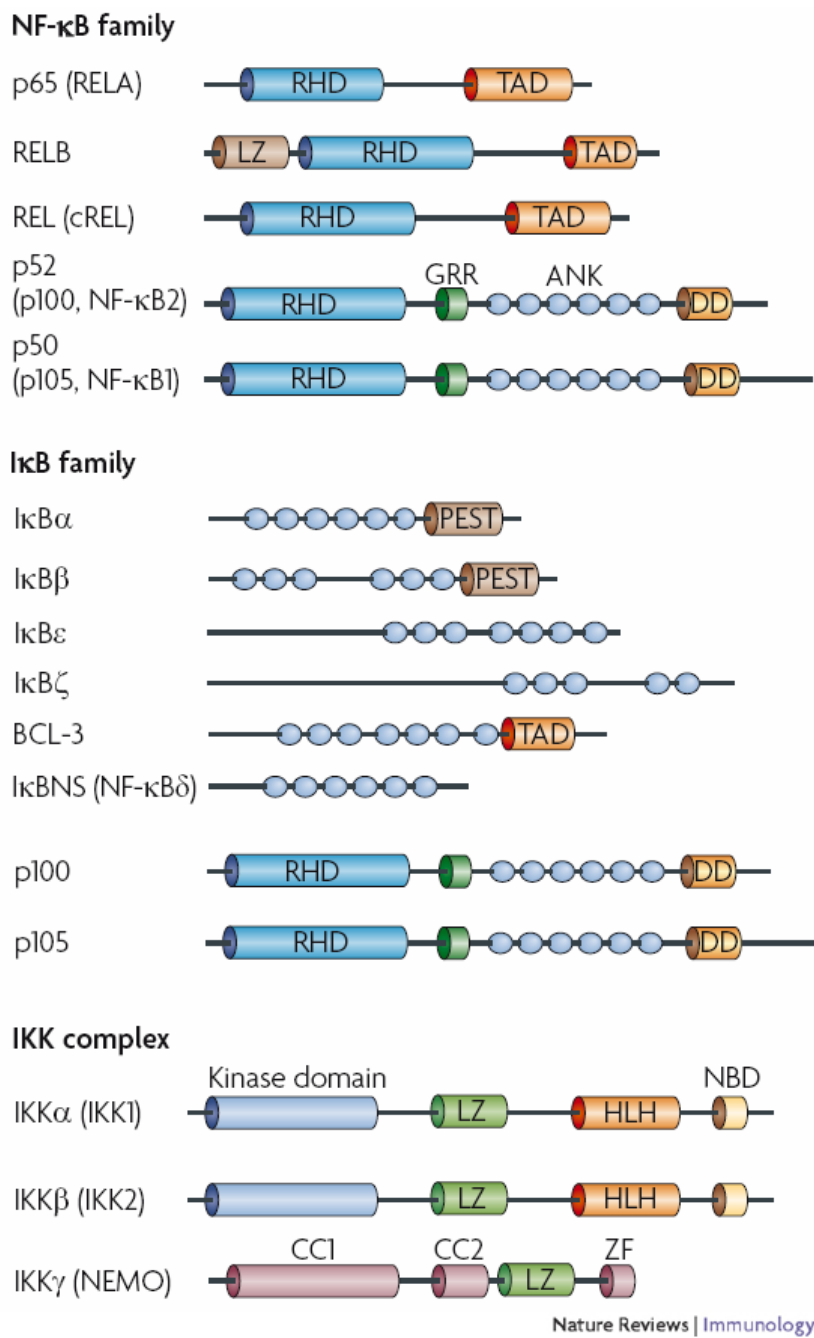 NF-κB family
p65 (RELA) RHD TAD
RELB LZ RHD TAD
REL (cREL) RHD TAD
p52 GRR ANK
(p100, NF-κB2) RHD DD
p50
(p105, NF-κB1) RHD DD
IκB family
IκBα PEST
IκBβ PEST
IκBε
IκBζ
BCL-3 TAD
IκBNS (NF-κBδ)
p100 RHD DD
p105 RHD DD
IKK complex
Kinase domain NBD
IKKα (IKK1) LZ HLH
IKKβ (IKK2) LZ HLH
CC1 CC2 ZF
IKKγ (NEMO) LZ
Nature Reviews | Immunology